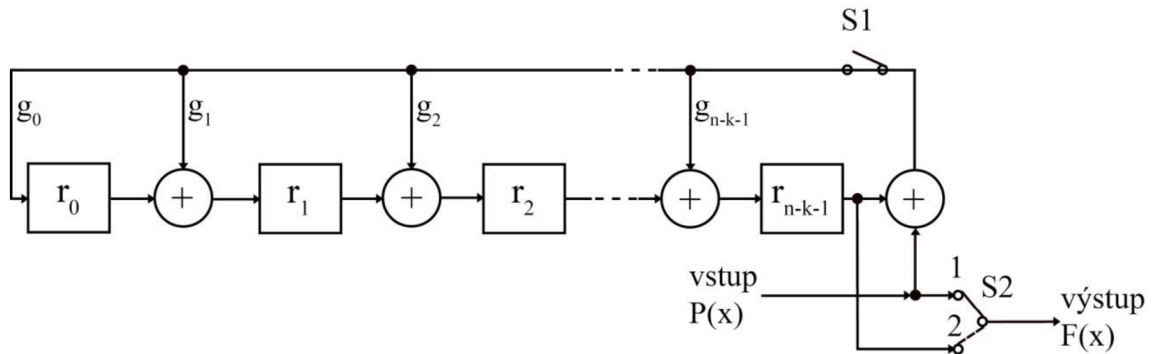 S1
g₀
g₁
g₂
gₙ₋ₖ₋₁
r₀
+
r₁
+
r₂
+
rₙ₋ₖ₋₁
+
vstup
P(x)
1
S2
2
výstup
F(x)